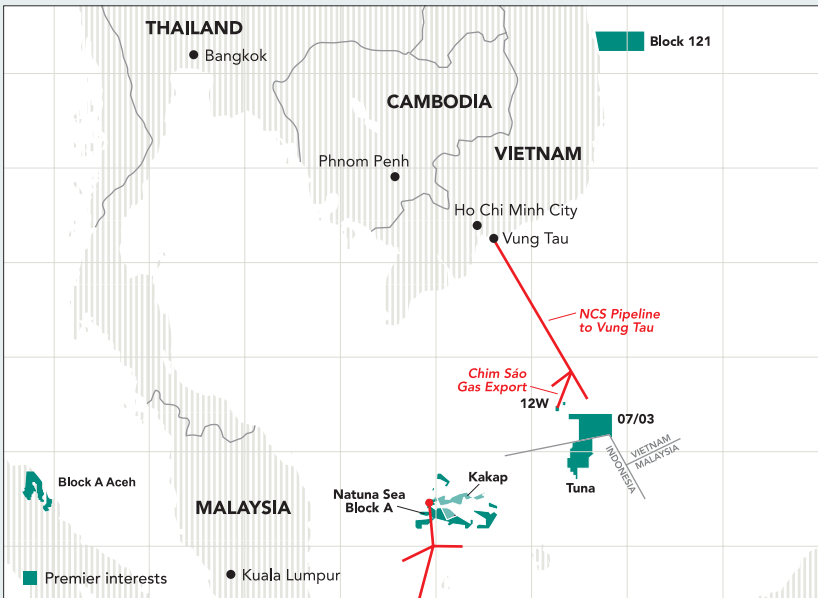 THAILAND
Bangkok
Block 121
CAMBODIA
VIETNAM
Phnom Penh
Ho Chi Minh City
Vung Tau
NCS Pipeline
to Vung Tau
Chim Sáo
Gas Export
12W
07/03
VIETNAM
MALAYSIA
INDONESIA
Tuna
Block A Aceh
Kakap
Natuna Sea
Block A
MALAYSIA
Premier interests
Kuala Lumpur